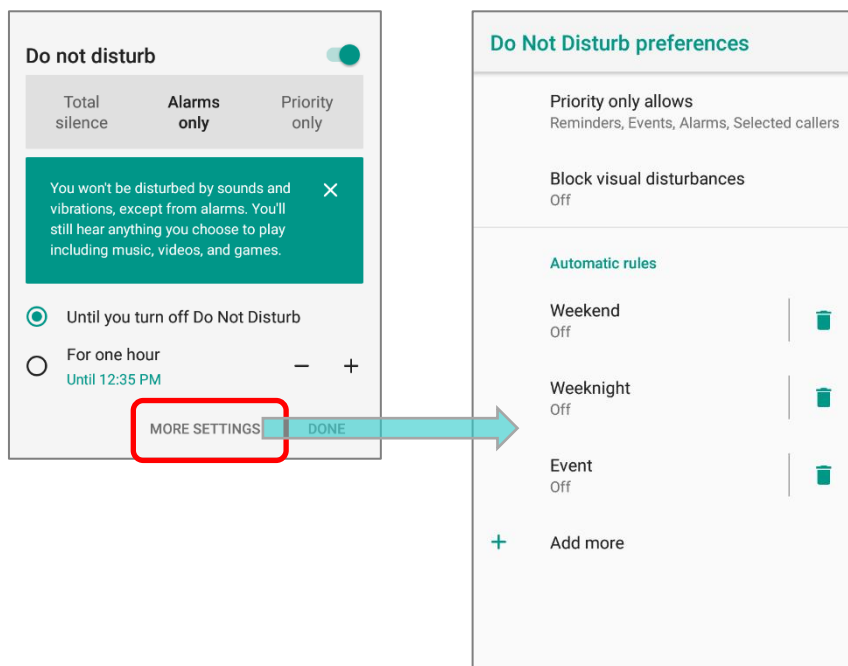 Do not disturb
Total silence
Alarms only
Priority only
You won't be disturbed by sounds and
vibrations, except from alarms. You'll
still hear anything you choose to play
including music, videos, and games.
Until you turn off Do Not Disturb
For one hour
Until 12:35 PM
MORE SETTINGS
DONE
Do Not Disturb preferences
Priority only allows
Reminders, Events, Alarms, Selected callers
Block visual disturbances
Off
Automatic rules
Weekend
Off
Weeknight
Off
Event
Off
Add more